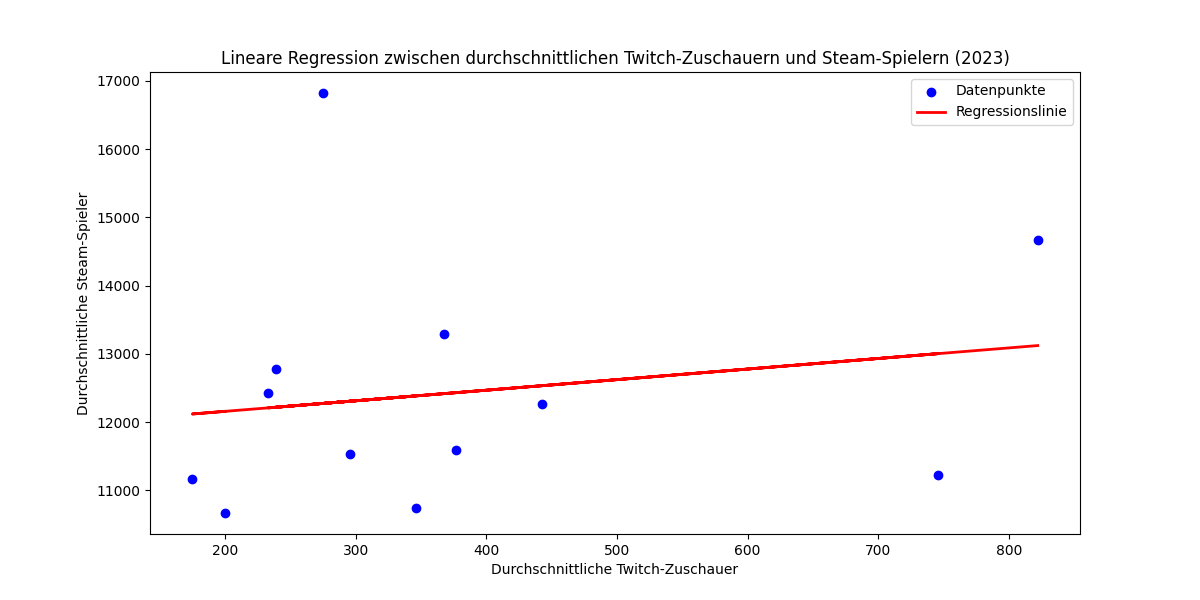 Lineare Regression zwischen durchschnittlichen Twitch-Zuschauern und Steam-Spielern (2023)
Datenpunkte
Regressionslinie
Durchschnittliche Steam-Spieler
17000
16000
15000
14000
13000
12000
11000
200 300 400 500 600 700 800
Durchschnittliche Twitch-Zuschauer